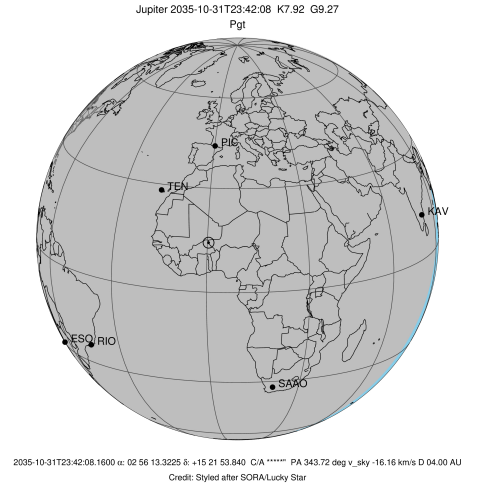 Jupiter 2035-10-31T23:42:08 K7.92 G9.27
Pgt
PIC
TEN
KAV
ESO RIO
SAAO
2035-10-31T23:42:08.1600 α: 02 56 13.3225 δ: +15 21 53.840 C/A *****" PA 343.72 deg v_sky -16.16 km/s D 04.00 AU
Credit: Styled after SORA/Lucky Star